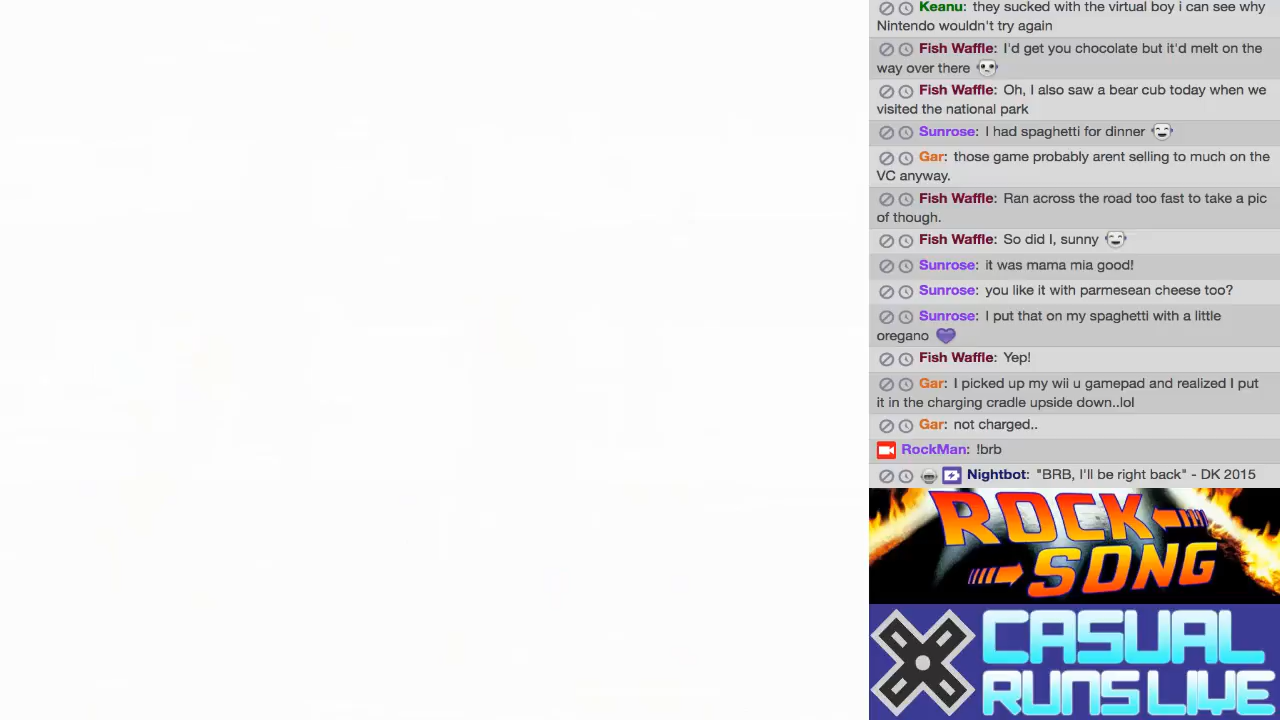 Keanu: they sucked with the virtual boy i can see why
Nintendo wouldn't try again
Fish Waffle: I'd get you chocolate but it'd melt on the
way over there
Fish Waffle: Oh, I also saw a bear cub today when we
visited the national park
Sunrose: I had spaghetti for dinner
Gar: those game probably arent selling to much on the
VC anyway.
Fish Waffle: Ran across the road too fast to take a pic
of though.
Fish Waffle: So did I, sunny
Sunrose: it was mama mia good!
Sunrose: you like it with parmesean cheese too?
Sunrose: I put that on my spaghetti with a little
oregano
Fish Waffle: Yep!
Gar: I picked up my wii u gamepad and realized I put
it in the charging cradle upside down..lol
Gar: not charged..
RockMan: !brb
Nightbot: "BRB, I'll be right back" - DK 2015
ROCK
SONG
CASUAL
RUNS LIVE